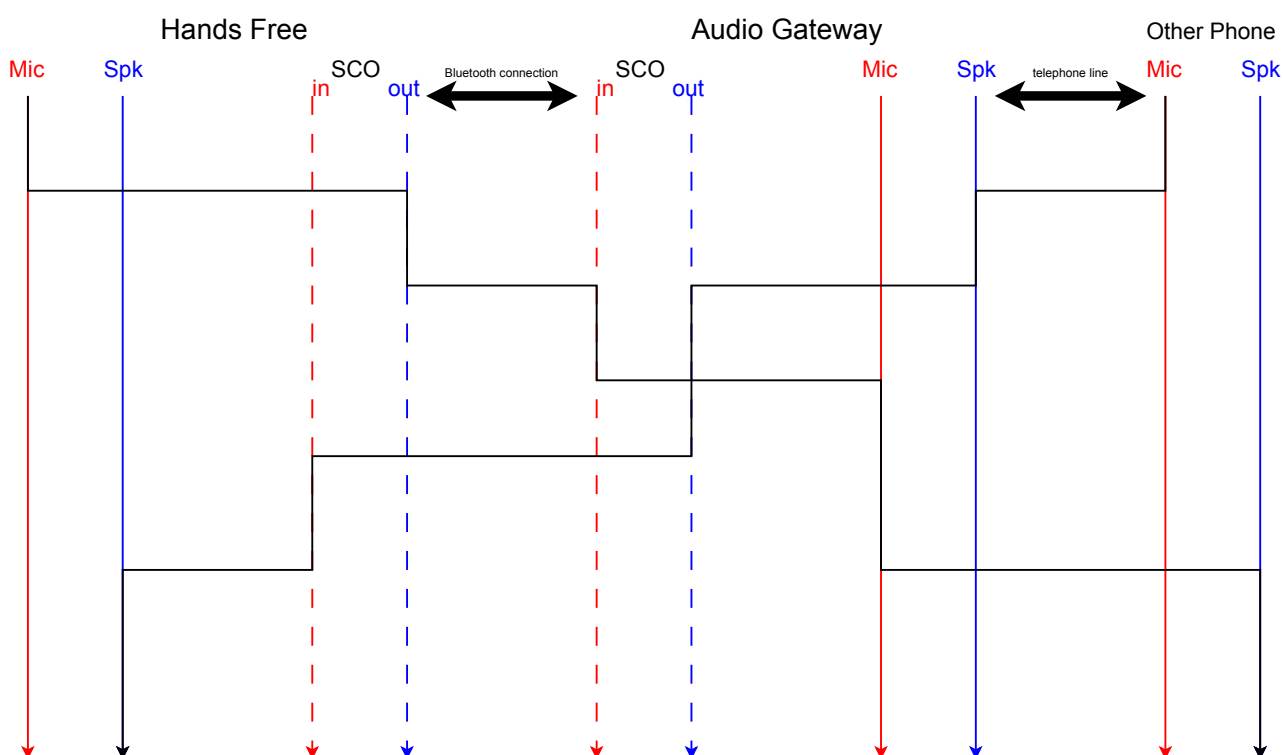 Hands Free
Audio Gateway
Other Phone
Mic
Spk
SCO
in
out
Bluetooth connection
SCO
in
out
Mic
Spk
telephone line
Mic
Spk